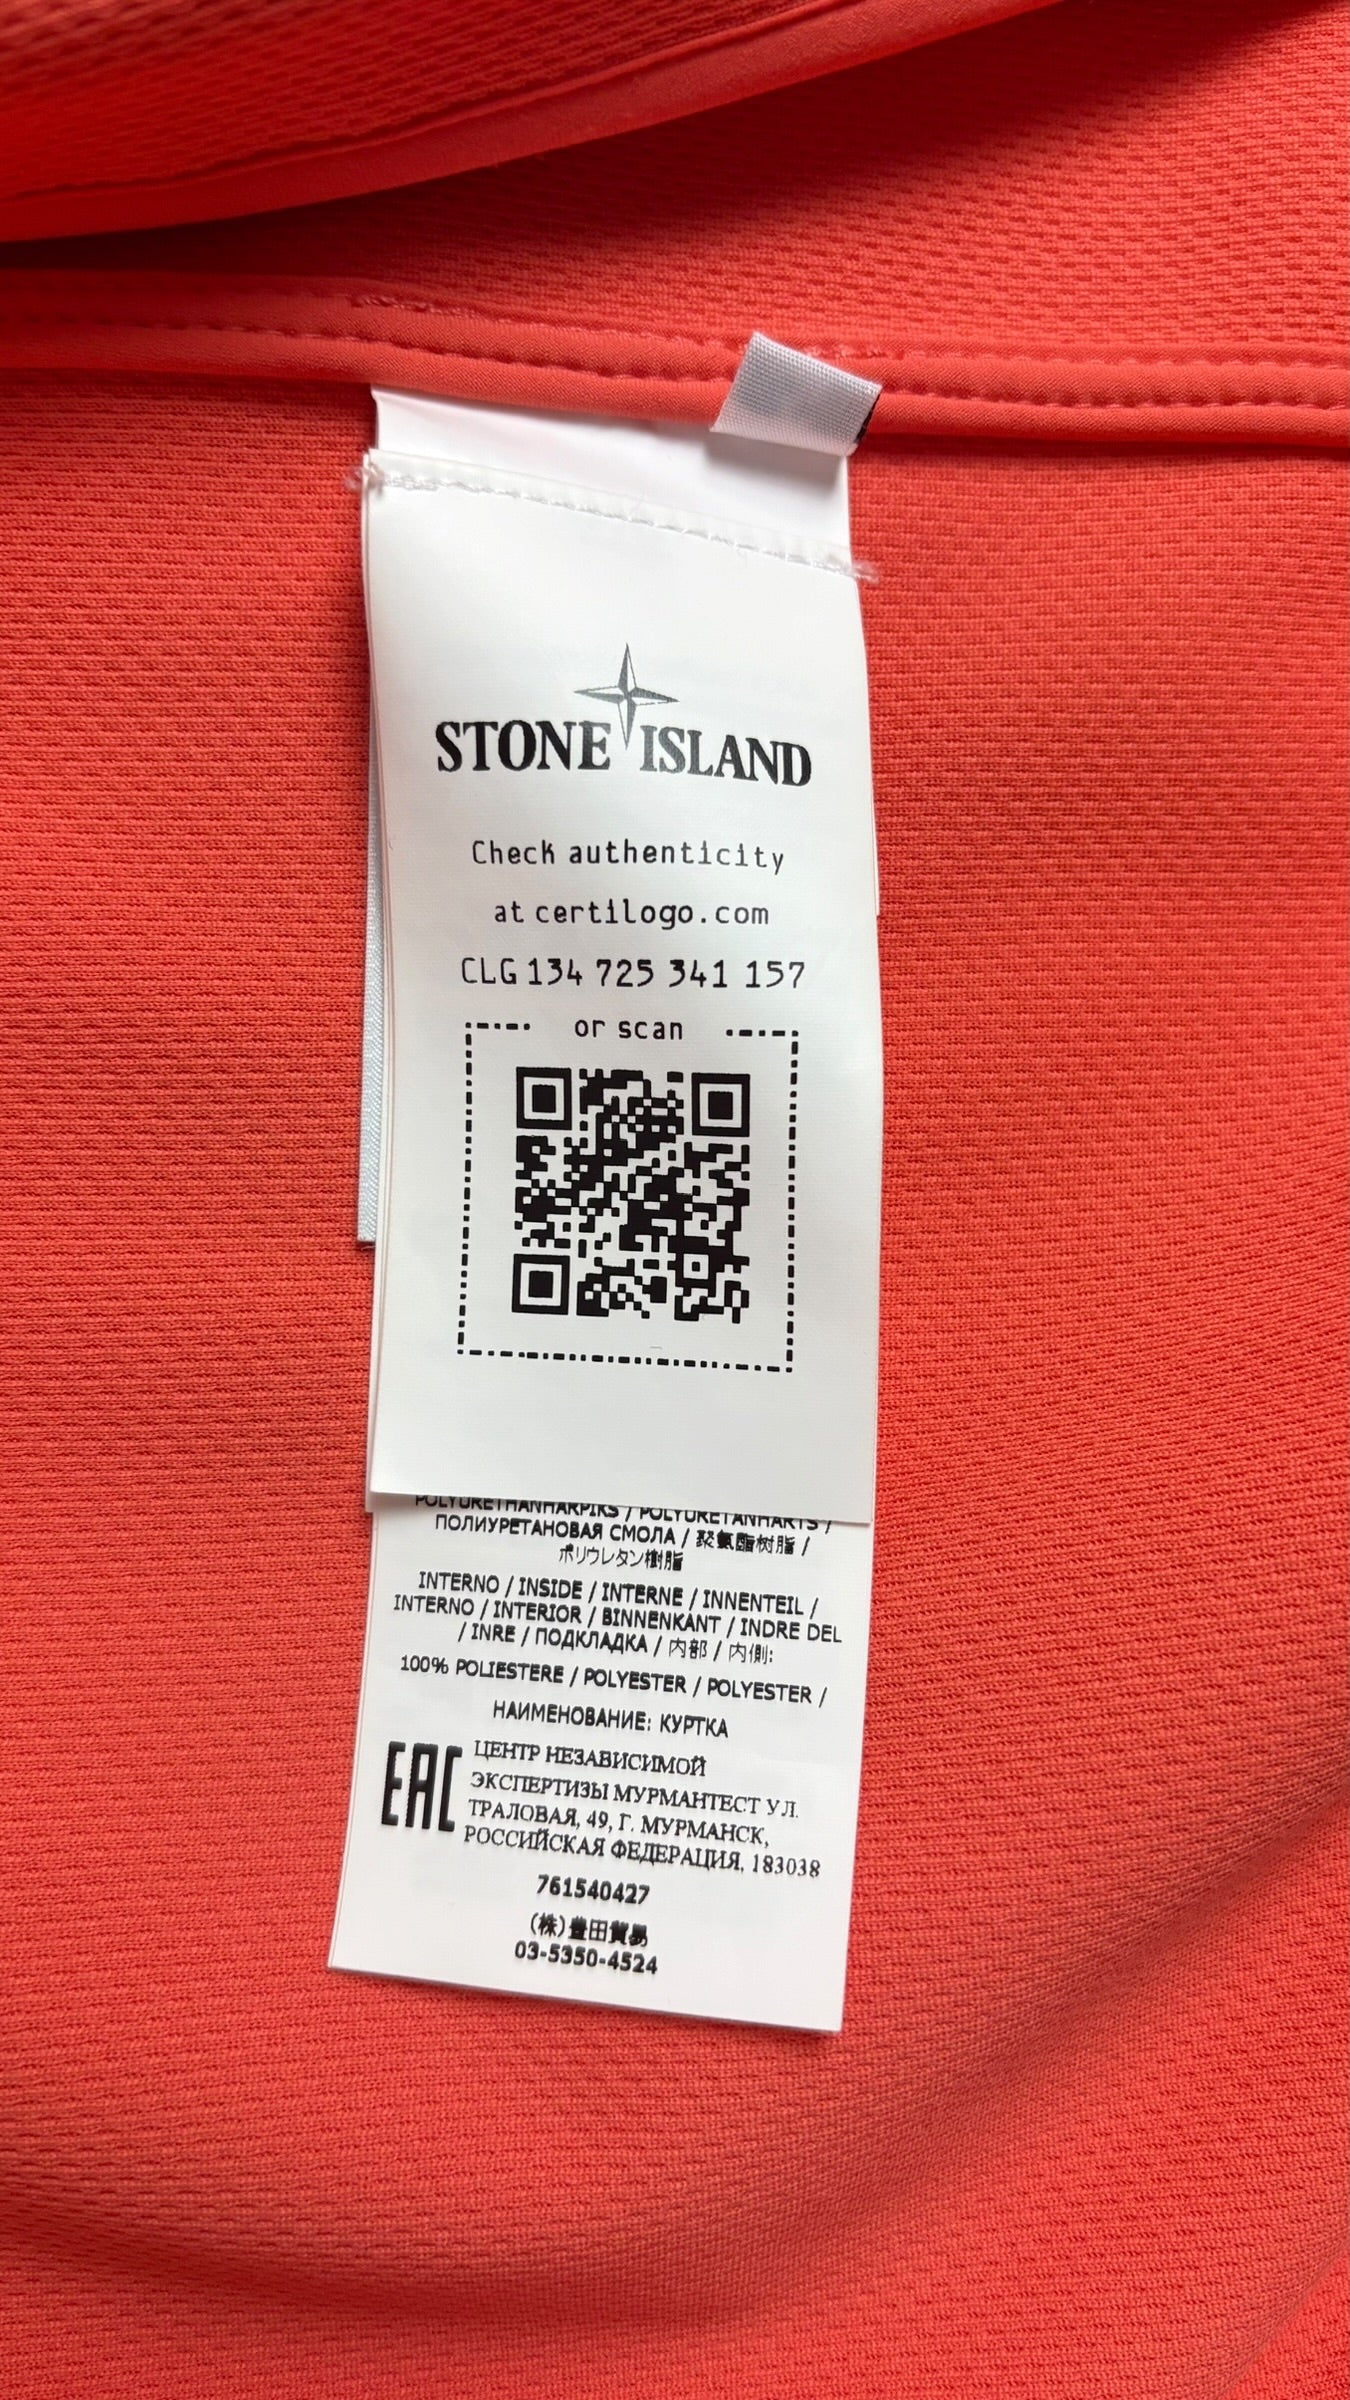 STONE ISLAND
Check authenticity
at certilogo.com
CLG 134 725 341 157
or scan
POLYURETHANHARPIKS / POLYURETANHARTS /
ПОЛИУРЕТАНОВАЯ СМОЛА / 聚氨酯树脂 /
ポリウレタン樹脂
INTERNO / INSIDE / INTERNE / INNENTEIL /
INTERNO / INTERIOR / BINNENKANT / INDRE DEL
/ INRE / ПОДКЛАДКА / 内部 / 内側:
100% POLIESTERE / POLYESTER / POLYESTER /
НАИМЕНОВАНИЕ: КУРТКА
EAC
ЦЕНТР НЕЗАВИСИМОЙ
ЭКСПЕРТИЗЫ МУРМАНТЕСТ УЛ.
ТРАЛОВАЯ, 49, Г. МУРМАНСК,
РОССИЙСКАЯ ФЕДЕРАЦИЯ, 183038
761540427
(株)豊田貿易
03-5350-4524